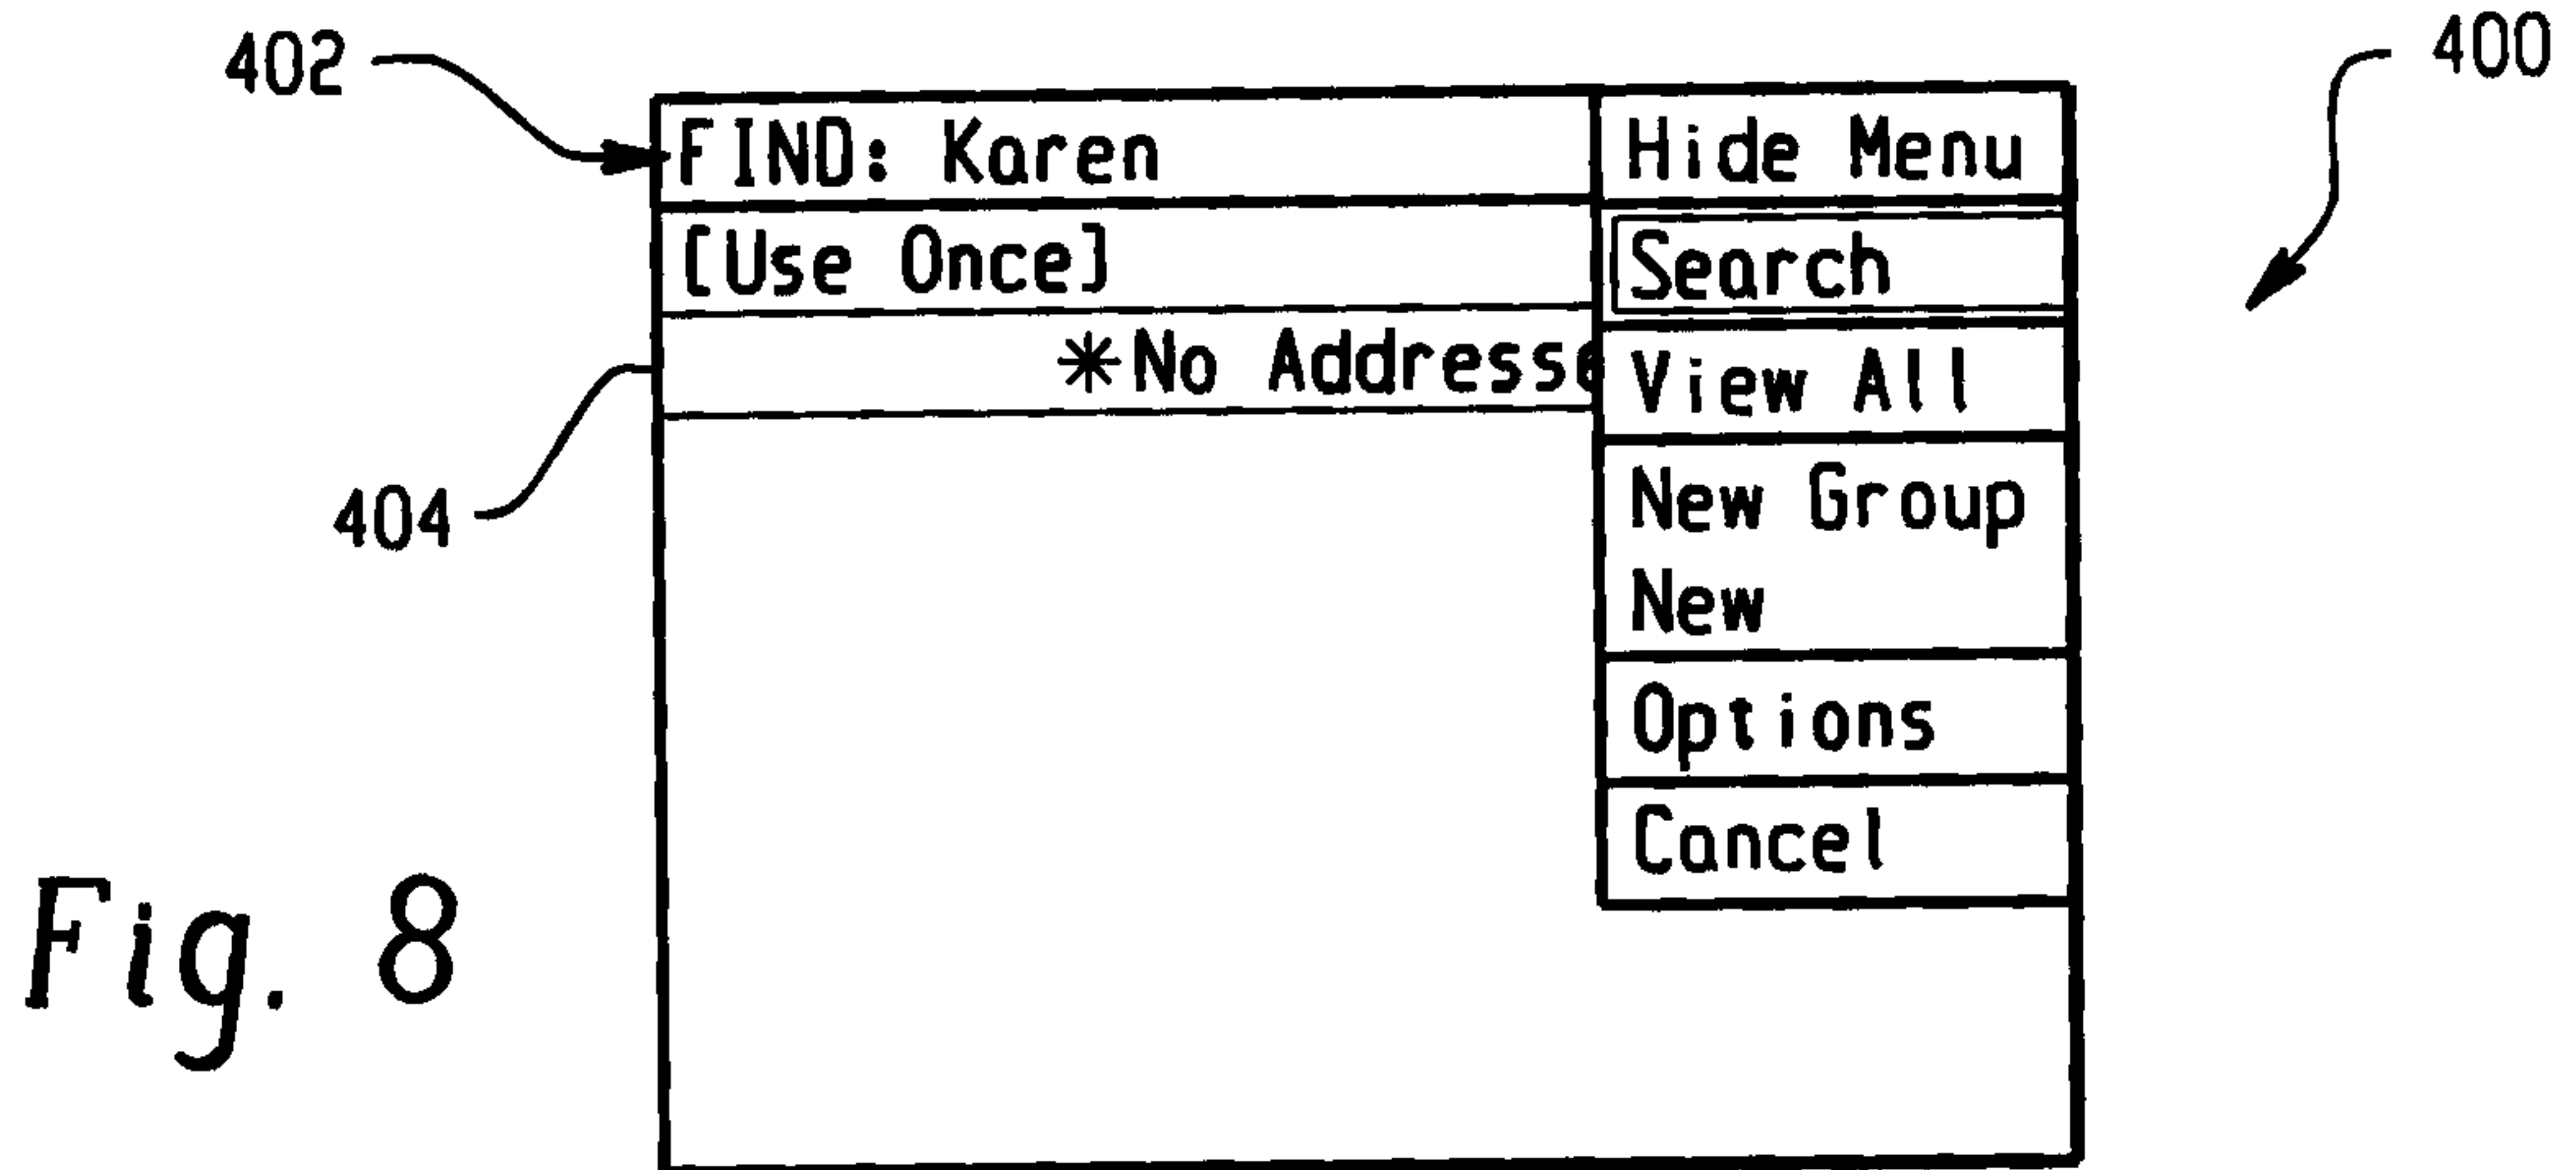 402
400
FIND: Karen
Hide Menu
[Use Once]
Search
*No Addresse
View All
404
New Group
New
Options
Cancel
Fig. 8